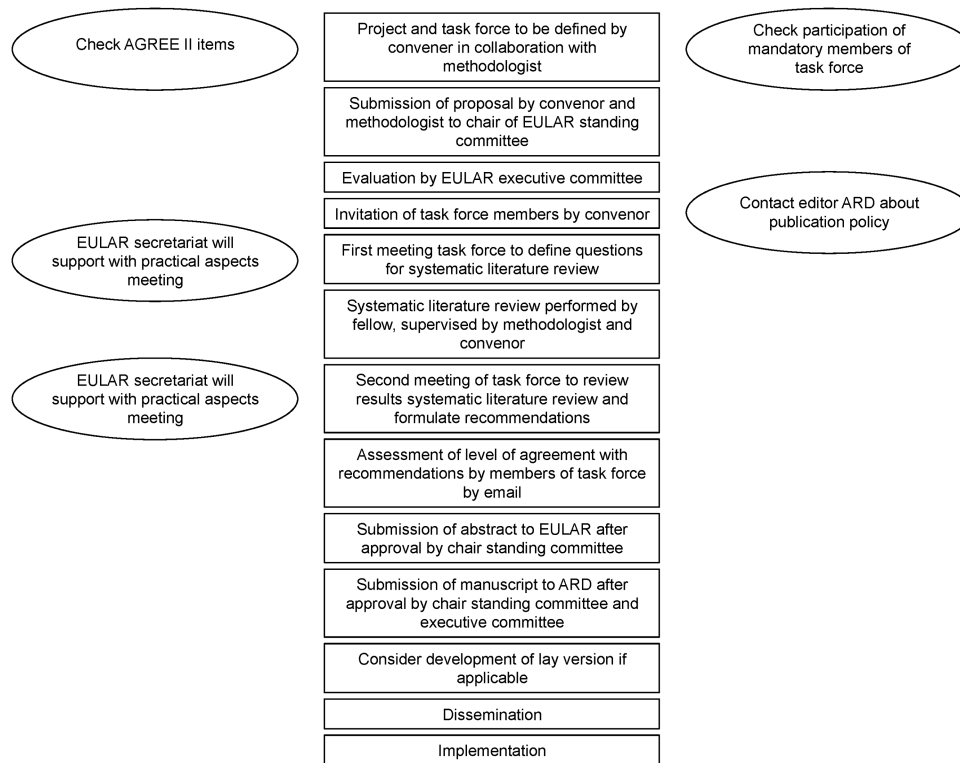 Check AGREE II items
Project and task force to be defined by
convener in collaboration with
methodologist
Check participation of
mandatory members of
task force
Submission of proposal by convenor and
methodologist to chair of EULAR standing
committee
Evaluation by EULAR executive committee
Invitation of task force members by convenor
Contact editor ARD about
publication policy
EULAR secretariat will
support with practical aspects
meeting
First meeting task force to define questions
for systematic literature review
Systematic literature review performed by
fellow, supervised by methodologist and
convenor
EULAR secretariat will
support with practical aspects
meeting
Second meeting of task force to review
results systematic literature review and
formulate recommendations
Assessment of level of agreement with
recommendations by members of task force
by email
Submission of abstract to EULAR after
approval by chair standing committee
Submission of manuscript to ARD after
approval by chair standing committee and
executive committee
Consider development of lay version if
applicable
Dissemination
Implementation